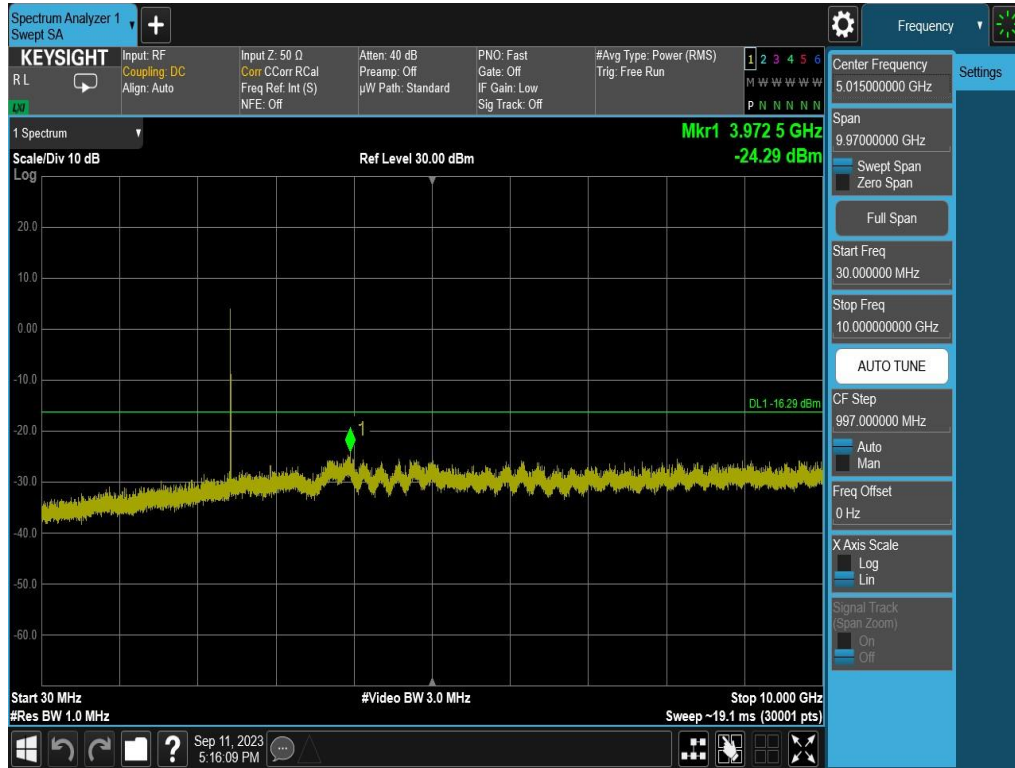 Spectrum Analyzer 1
Swept SA
Frequency
KEYSIGHT
R L
LXI
Input: RF
Coupling: DC
Align: Auto
Input Z: 50 Ω
Corr CCorr RCal
Freq Ref: Int (S)
NFE: Off
Atten: 40 dB
Preamp: Off
µW Path: Standard
PNO: Fast
Gate: Off
IF Gain: Low
Sig Track: Off
#Avg Type: Power (RMS)
Trig: Free Run
1 2 3 4 5 6
M W W W W W
P N N N N N
Center Frequency
5.015000000 GHz
Settings
1 Spectrum
Mkr1 3.972 5 GHz
-24.29 dBm
Scale/Div 10 dB
Ref Level 30.00 dBm
Log
20.0
10.0
0.00
-10.0
-20.0
-30.0
-40.0
-50.0
-60.0
DL1 -16.29 dBm
1
Start 30 MHz
#Video BW 3.0 MHz
Stop 10.000 GHz
#Res BW 1.0 MHz
Sweep ~19.1 ms (30001 pts)
Span
9.97000000 GHz
Swept Span
Zero Span
Full Span
Start Freq
30.000000 MHz
Stop Freq
10.000000000 GHz
AUTO TUNE
CF Step
997.000000 MHz
Auto
Man
Freq Offset
0 Hz
X Axis Scale
Log
Lin
Signal Track
(Span Zoom)
On
Off
?
Sep 11, 2023
5:16:09 PM